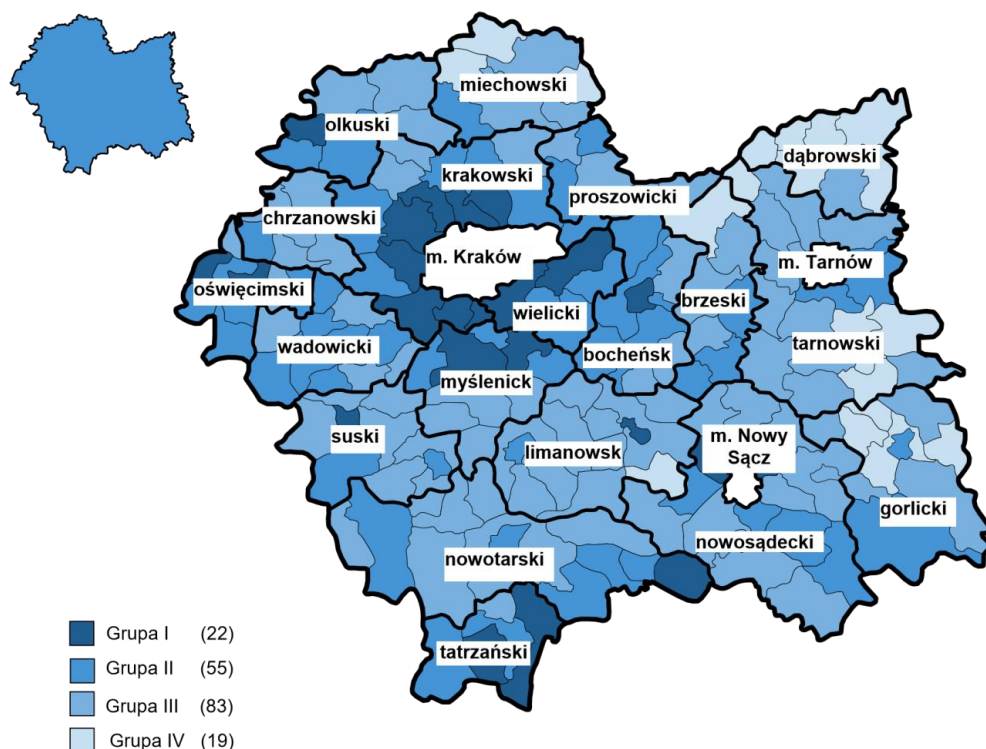 miechowski
olkuski
dąbrowski
krakowski
proszowicki
chrzanowski
m. Kraków
m. Tarnów
oświęcimski
wielicki
brzeski
wadowicki
bocheńsk
tarnowski
myślenick
suski
limanowsk
m. Nowy
Sącz
gorlicki
nowosądecki
nowotarski
tatrzański
Grupa I (22)
Grupa II (55)
Grupa III (83)
Grupa IV (19)